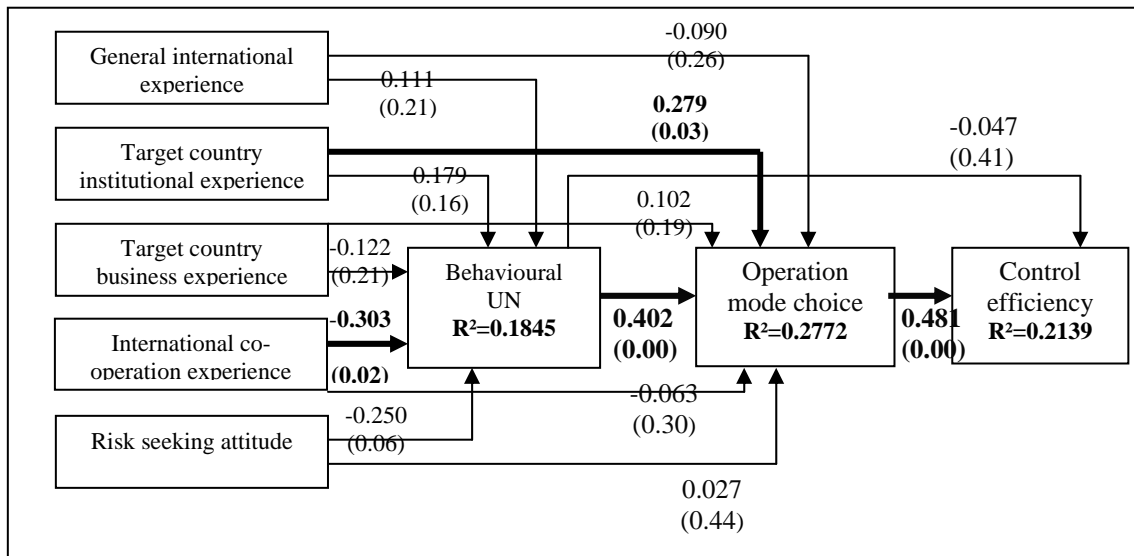 General international
experience
Target country
institutional experience
Target country
business experience
International co-
operation experience
Risk seeking attitude
-0.090
(0.26)
0.111
(0.21)
0.279
(0.03)
-0.047
(0.41)
0.179
(0.16)
0.102
(0.19)
-0.122
(0.21)
-0.303
(0.02)
Behavioural
UN
R²=0.1845
0.402
(0.00)
Operation
mode choice
R²=0.2772
0.481
(0.00)
Control
efficiency
R²=0.2139
-0.063
(0.30)
-0.250
(0.06)
0.027
(0.44)